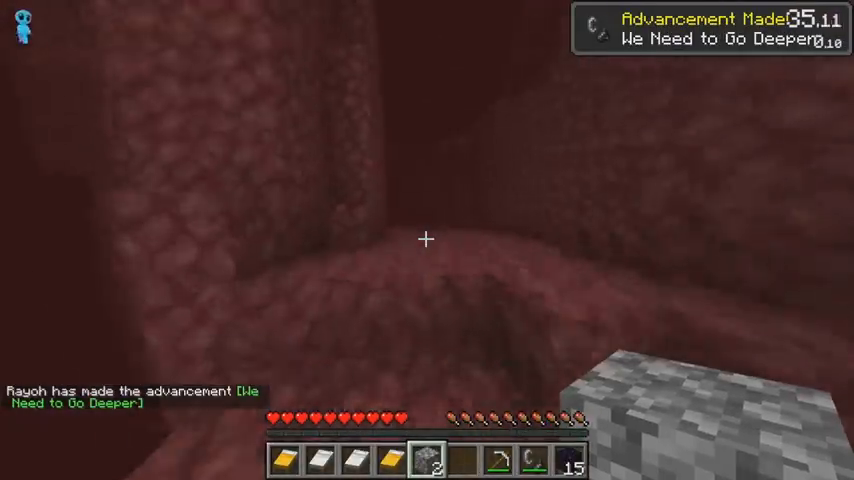 Advancement Made
35.11
We Need to Go Deeper
0.10
Rayoh has made the advancement [We
Need to Go Deeper]
2
15